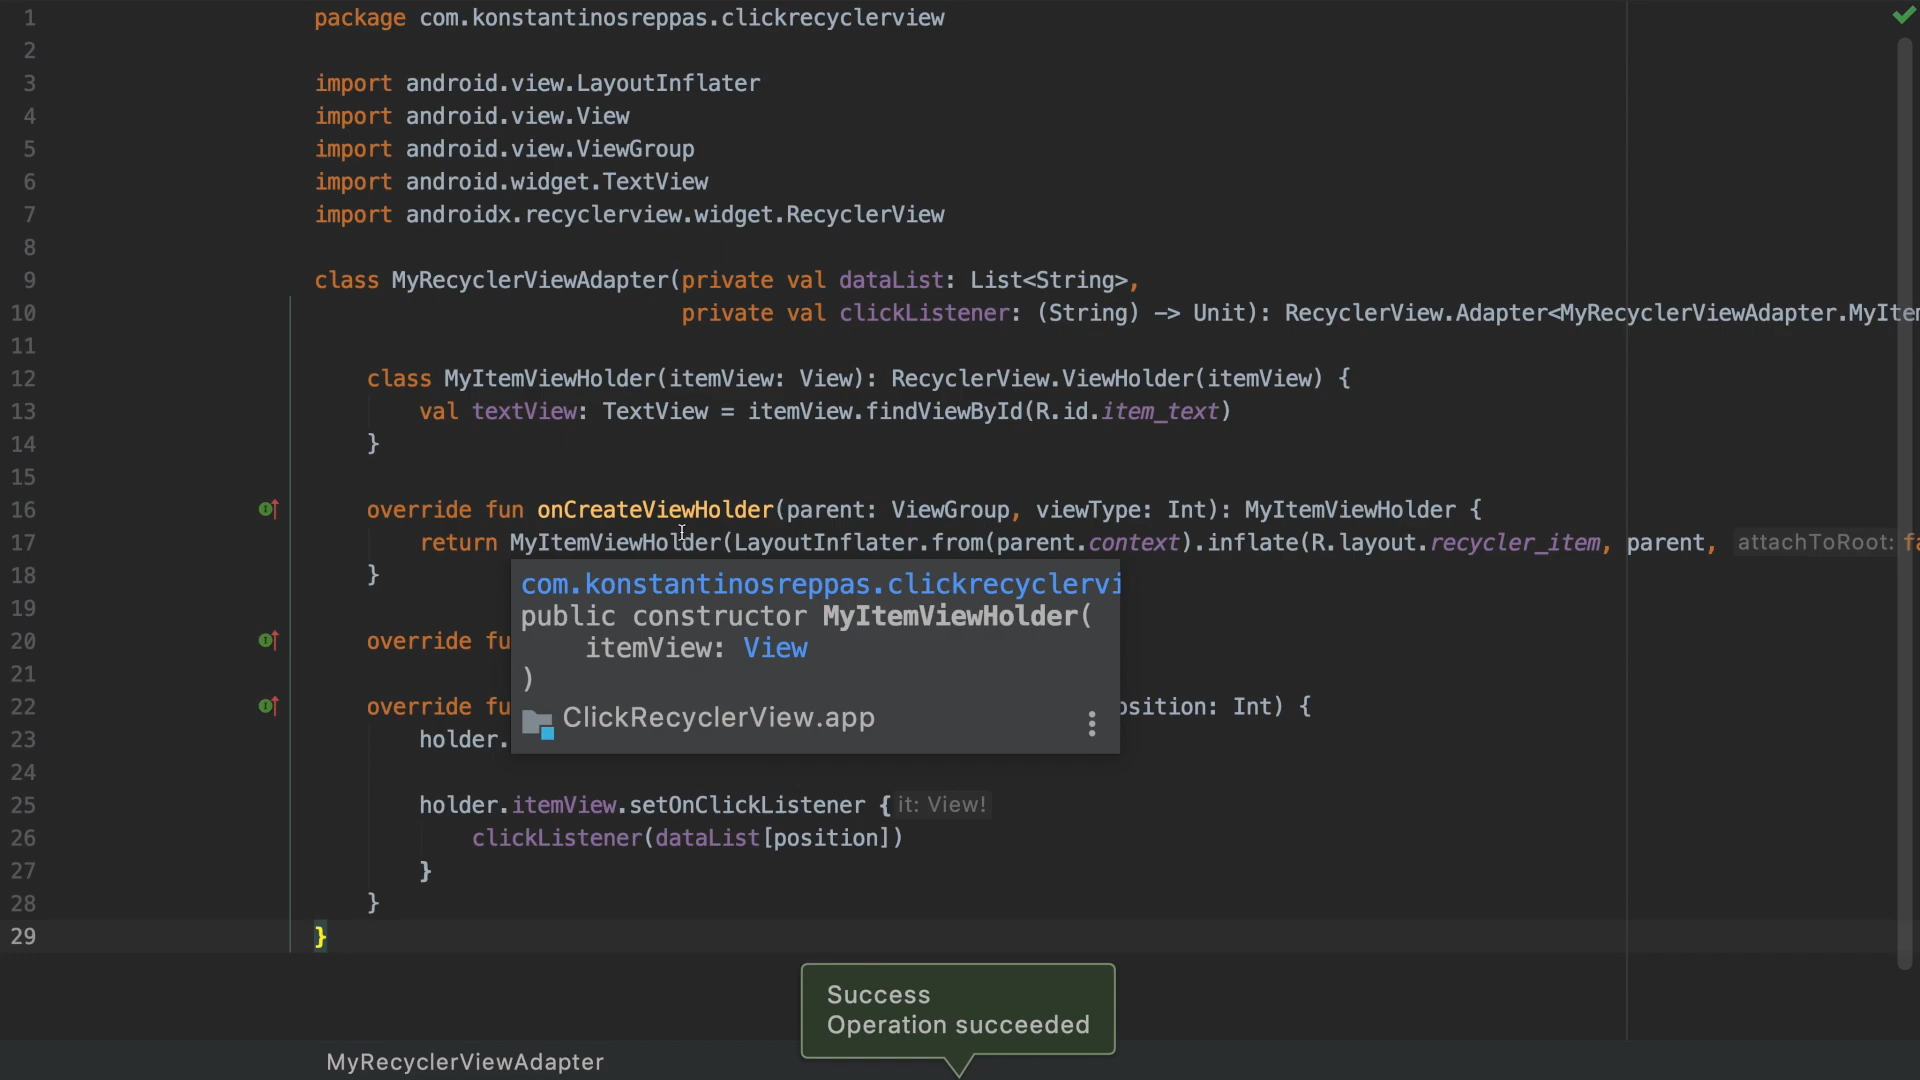 1 package com.konstantinosreppas.clickrecyclerview
2
3 import android.view.LayoutInflater
4 import android.view.View
5 import android.view.ViewGroup
6 import android.widget.TextView
7 import androidx.recyclerview.widget.RecyclerView
8
9 class MyRecyclerViewAdapter(private val dataList: List<String>,
10 private val clickListener: (String) -> Unit): RecyclerView.Adapter<MyRecyclerViewAdapter.MyItem
11
12 class MyItemViewHolder(itemView: View): RecyclerView.ViewHolder(itemView) {
13 val textView: TextView = itemView.findViewById(R.id.item_text)
14 }
15
16 override fun onCreateViewHolder(parent: ViewGroup, viewType: Int): MyItemViewHolder {
17 return MyItemViewHolder(LayoutInflater.from(parent.context).inflate(R.layout.recycler_item, parent, attachToRoot: fa
18 }
19
20 override fu
21
22 override fu osition: Int) {
23 holder.
24
25 holder.itemView.setOnClickListener { it: View!
26 clickListener(dataList[position])
27 }
28 }
29 }
com.konstantinosreppas.clickrecyclervi
public constructor MyItemViewHolder(
itemView: View
)
ClickRecyclerView.app
Success
Operation succeeded
MyRecyclerViewAdapter